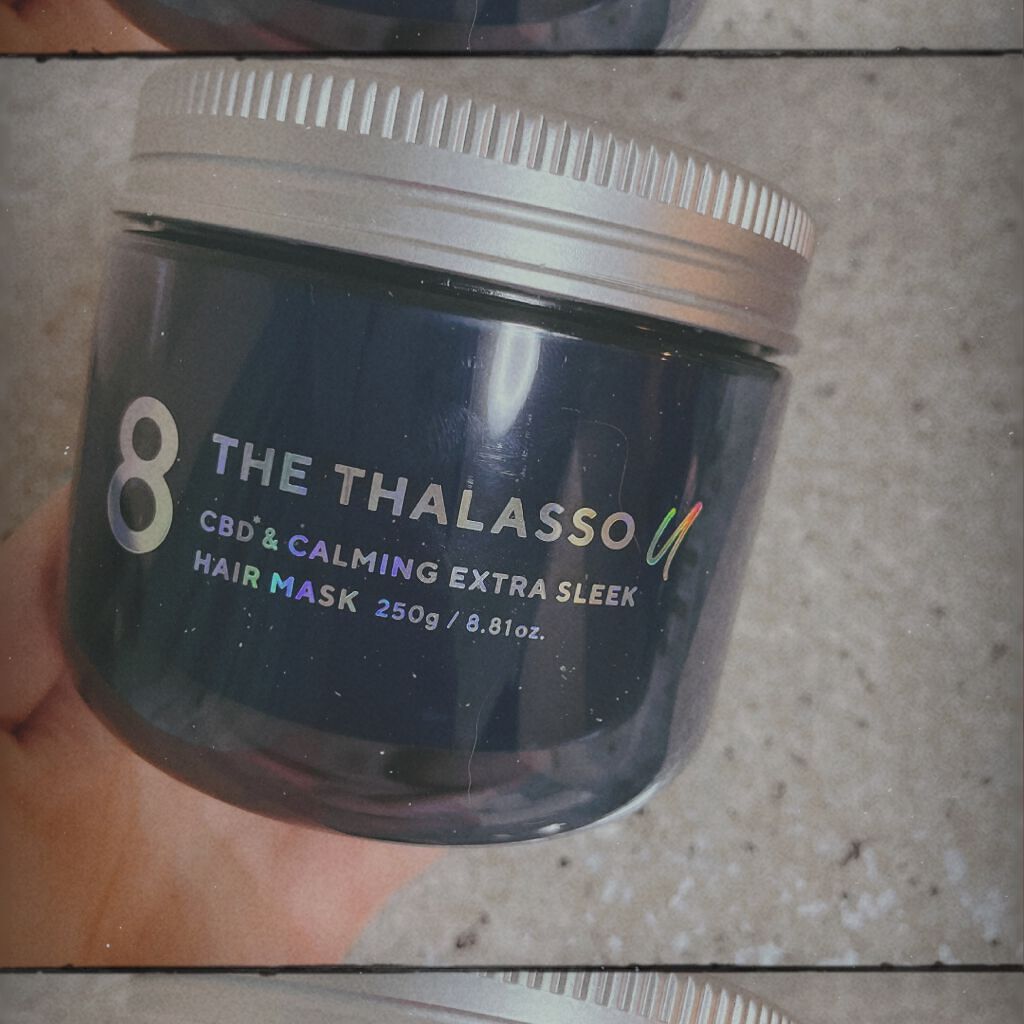 8
THE THALASSO u
CBD* & CALMING EXTRA SLEEK
HAIR MASK 250g / 8.81oz.